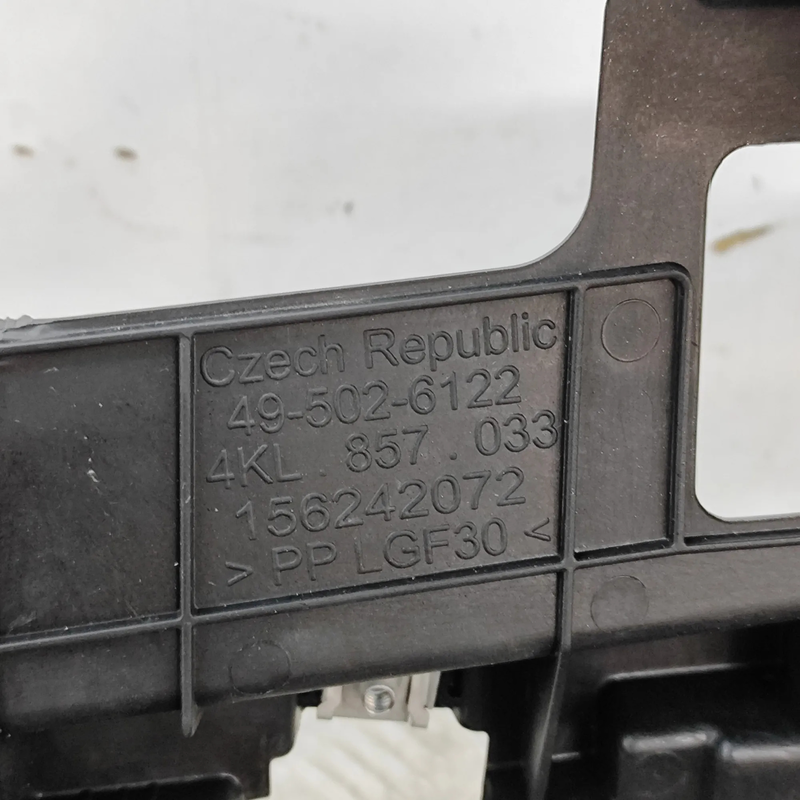 Czech Republic
49-502-6122
4KL . 857 . 033
156242072
> PP LGF30 <